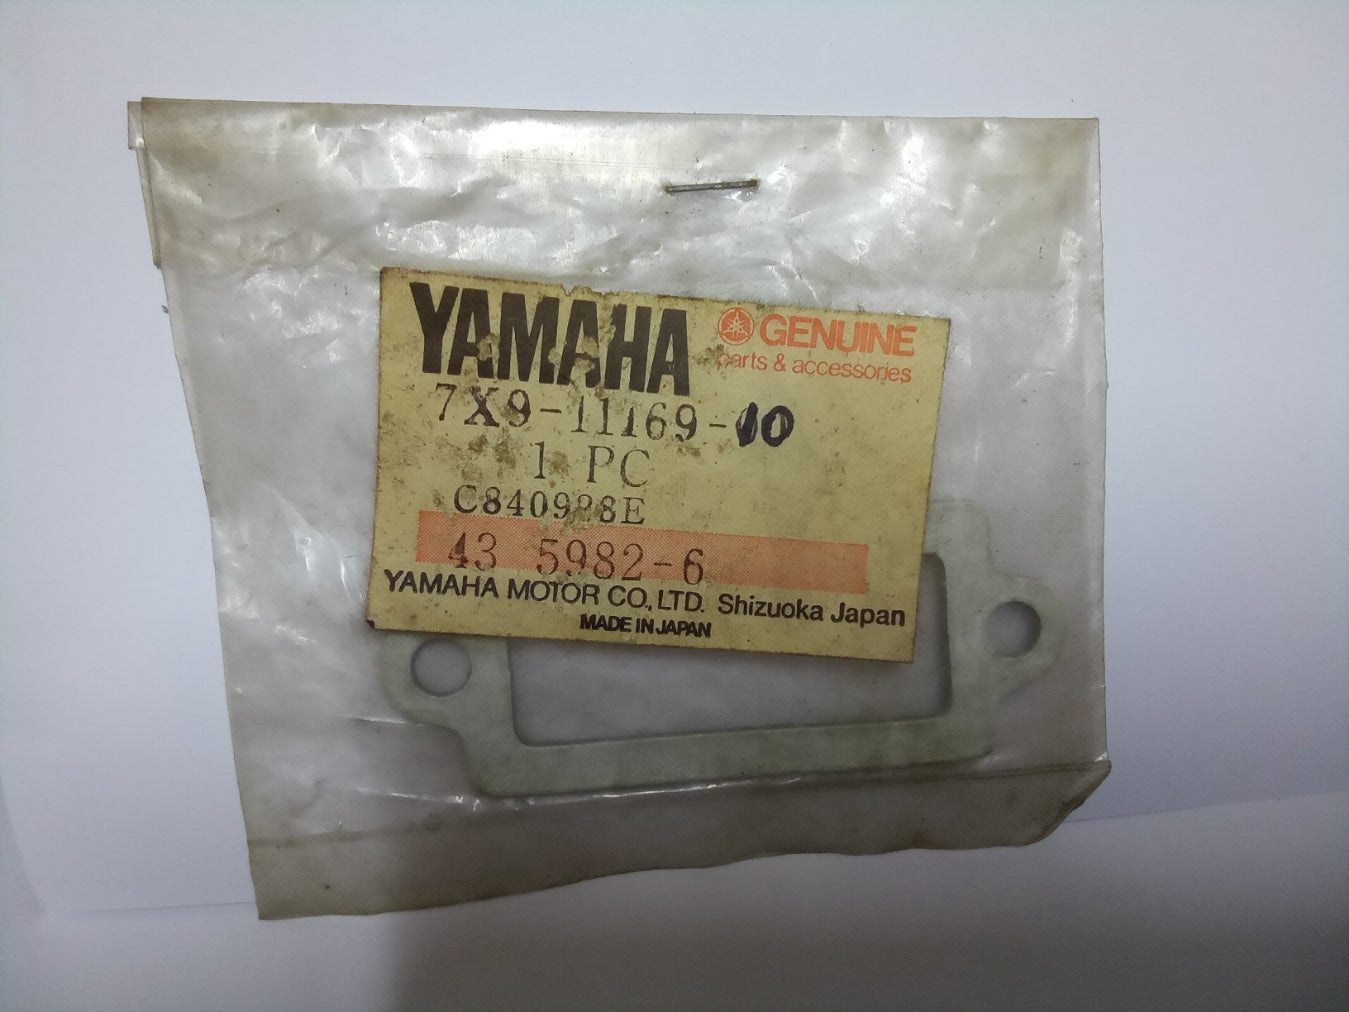 YAMAHA
GENUINE
parts & accessories
7X9-11169-10
1 PC
C840928E
43 5982-6
YAMAHA MOTOR CO., LTD. Shizuoka Japan
MADE IN JAPAN